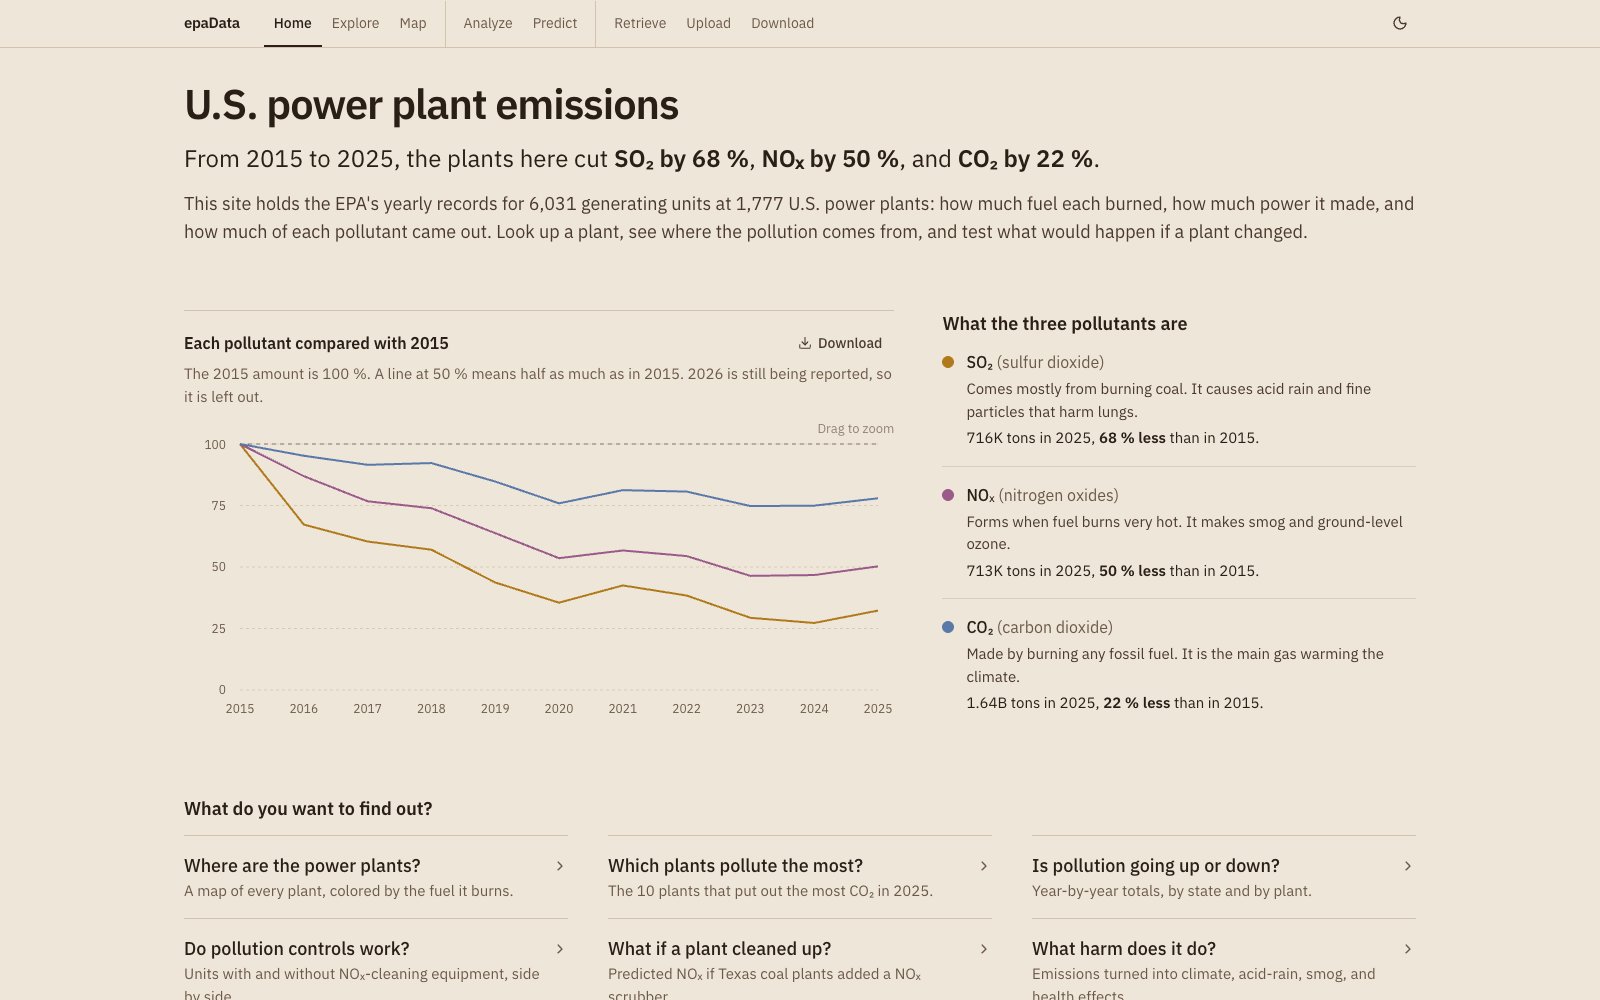 epaData
Home
Explore
Map
Analyze
Predict
Retrieve
Upload
Download
U.S. power plant emissions
From 2015 to 2025, the plants here cut SO₂ by 68 %, NOₓ by 50 %, and CO₂ by 22 %.
This site holds the EPA's yearly records for 6,031 generating units at 1,777 U.S. power plants: how much fuel each burned, how much power it made, and
how much of each pollutant came out. Look up a plant, see where the pollution comes from, and test what would happen if a plant changed.
Each pollutant compared with 2015
Download
The 2015 amount is 100 %. A line at 50 % means half as much as in 2015. 2026 is still being reported, so
it is left out.
Drag to zoom
100
75
50
25
0
2015 2016 2017 2018 2019 2020 2021 2022 2023 2024 2025
What the three pollutants are
SO₂ (sulfur dioxide)
Comes mostly from burning coal. It causes acid rain and fine
particles that harm lungs.
716K tons in 2025, 68 % less than in 2015.
NOₓ (nitrogen oxides)
Forms when fuel burns very hot. It makes smog and ground-level
ozone.
713K tons in 2025, 50 % less than in 2015.
CO₂ (carbon dioxide)
Made by burning any fossil fuel. It is the main gas warming the
climate.
1.64B tons in 2025, 22 % less than in 2015.
What do you want to find out?
Where are the power plants?
A map of every plant, colored by the fuel it burns.
Which plants pollute the most?
The 10 plants that put out the most CO₂ in 2025.
Is pollution going up or down?
Year-by-year totals, by state and by plant.
Do pollution controls work?
Units with and without NOₓ-cleaning equipment, side
by side.
What if a plant cleaned up?
Predicted NOₓ if Texas coal plants added a NOₓ
scrubber.
What harm does it do?
Emissions turned into climate, acid-rain, smog, and
health effects.